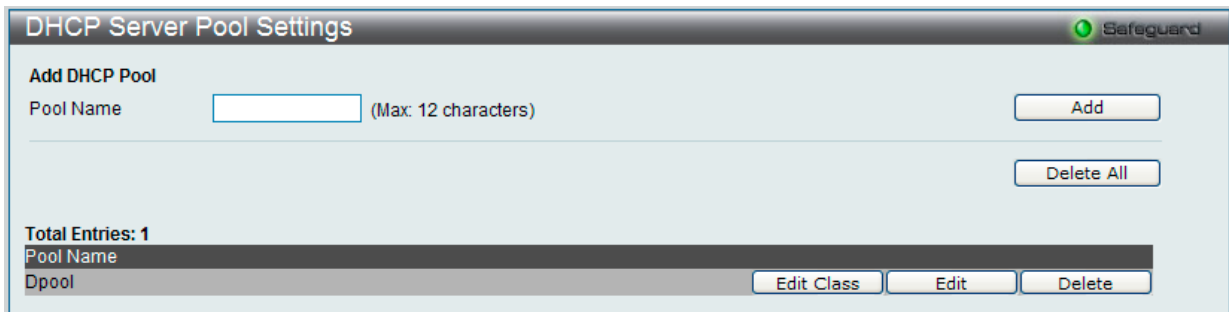 DHCP Server Pool Settings
Safeguard
Add DHCP Pool
Pool Name (Max: 12 characters) Add
Delete All
Total Entries: 1
Pool Name
Dpool Edit Class Edit Delete